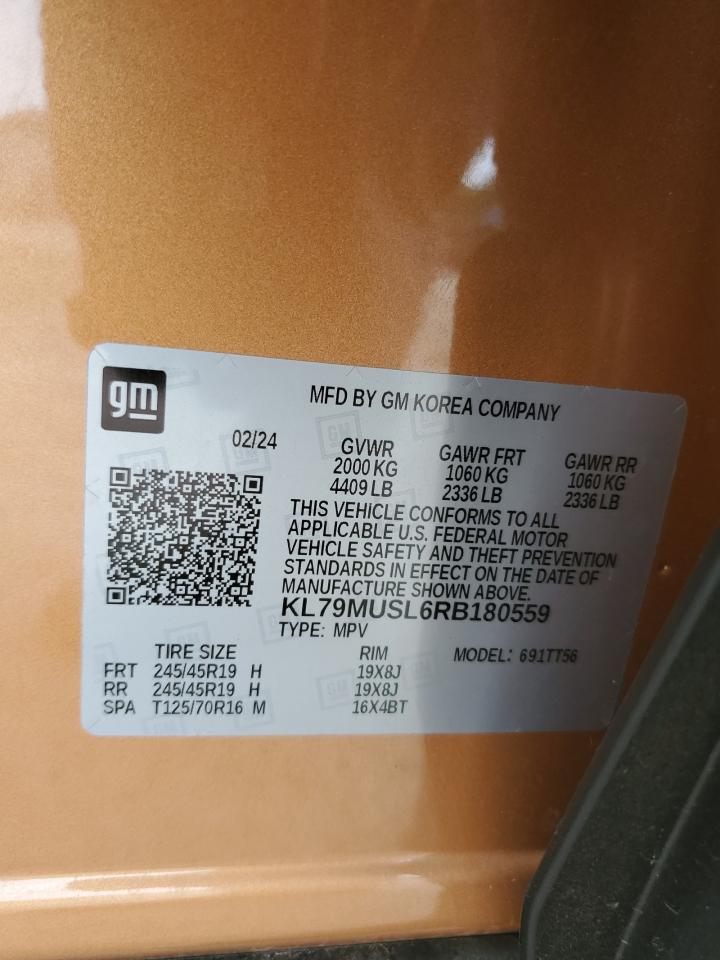 gm
MFD BY GM KOREA COMPANY
02/24
GVWR GAWR FRT GAWR RR
2000 KG 1060 KG 1060 KG
4409 LB 2336 LB 2336 LB
THIS VEHICLE CONFORMS TO ALL
APPLICABLE U.S. FEDERAL MOTOR
VEHICLE SAFETY AND THEFT PREVENTION
STANDARDS IN EFFECT ON THE DATE OF
MANUFACTURE SHOWN ABOVE.
KL79MUSL6RB180559
TYPE: MPV
TIRE SIZE RIM MODEL: 691TT56
FRT 245/45R19 H 19X8J
RR 245/45R19 H 19X8J
SPA T125/70R16 M 16X4BT